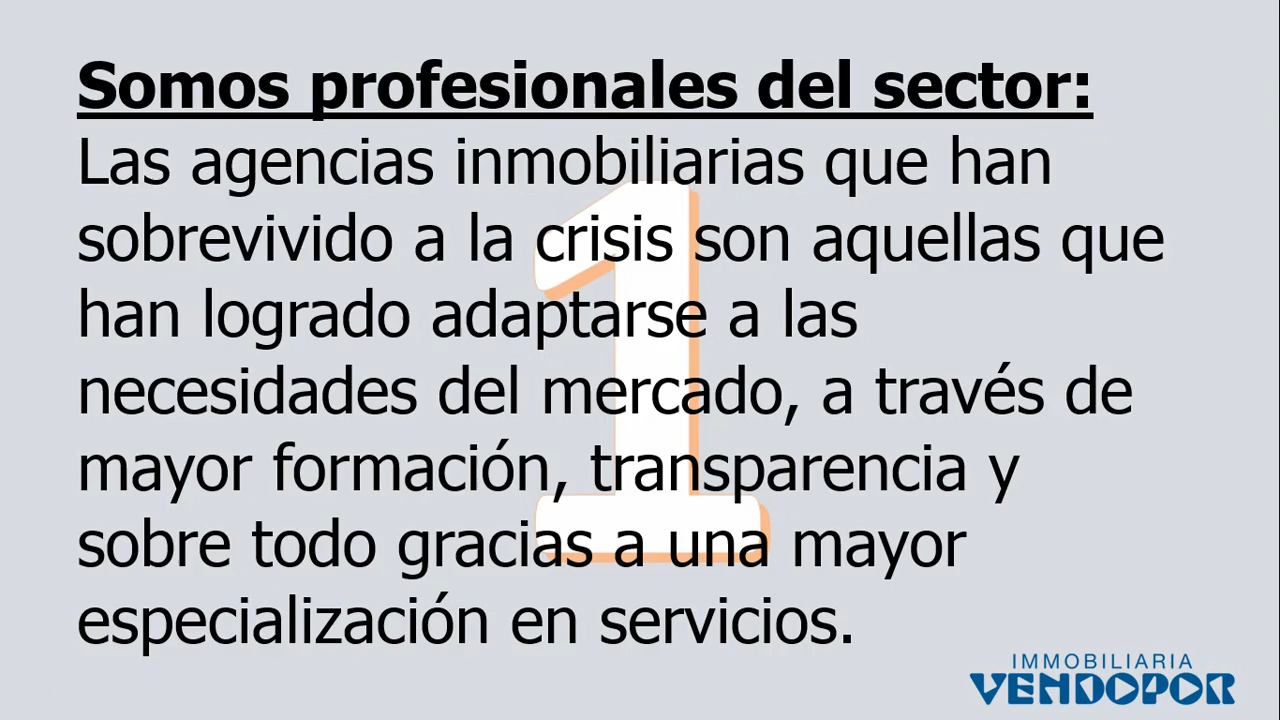 Somos profesionales del sector:
Las agencias inmobiliarias que han
sobrevivido a la crisis son aquellas que
han logrado adaptarse a las
necesidades del mercado, a través de
mayor formación, transparencia y
sobre todo gracias a una mayor
especialización en servicios.
1
IMMOBILIARIA
VENDOPOR